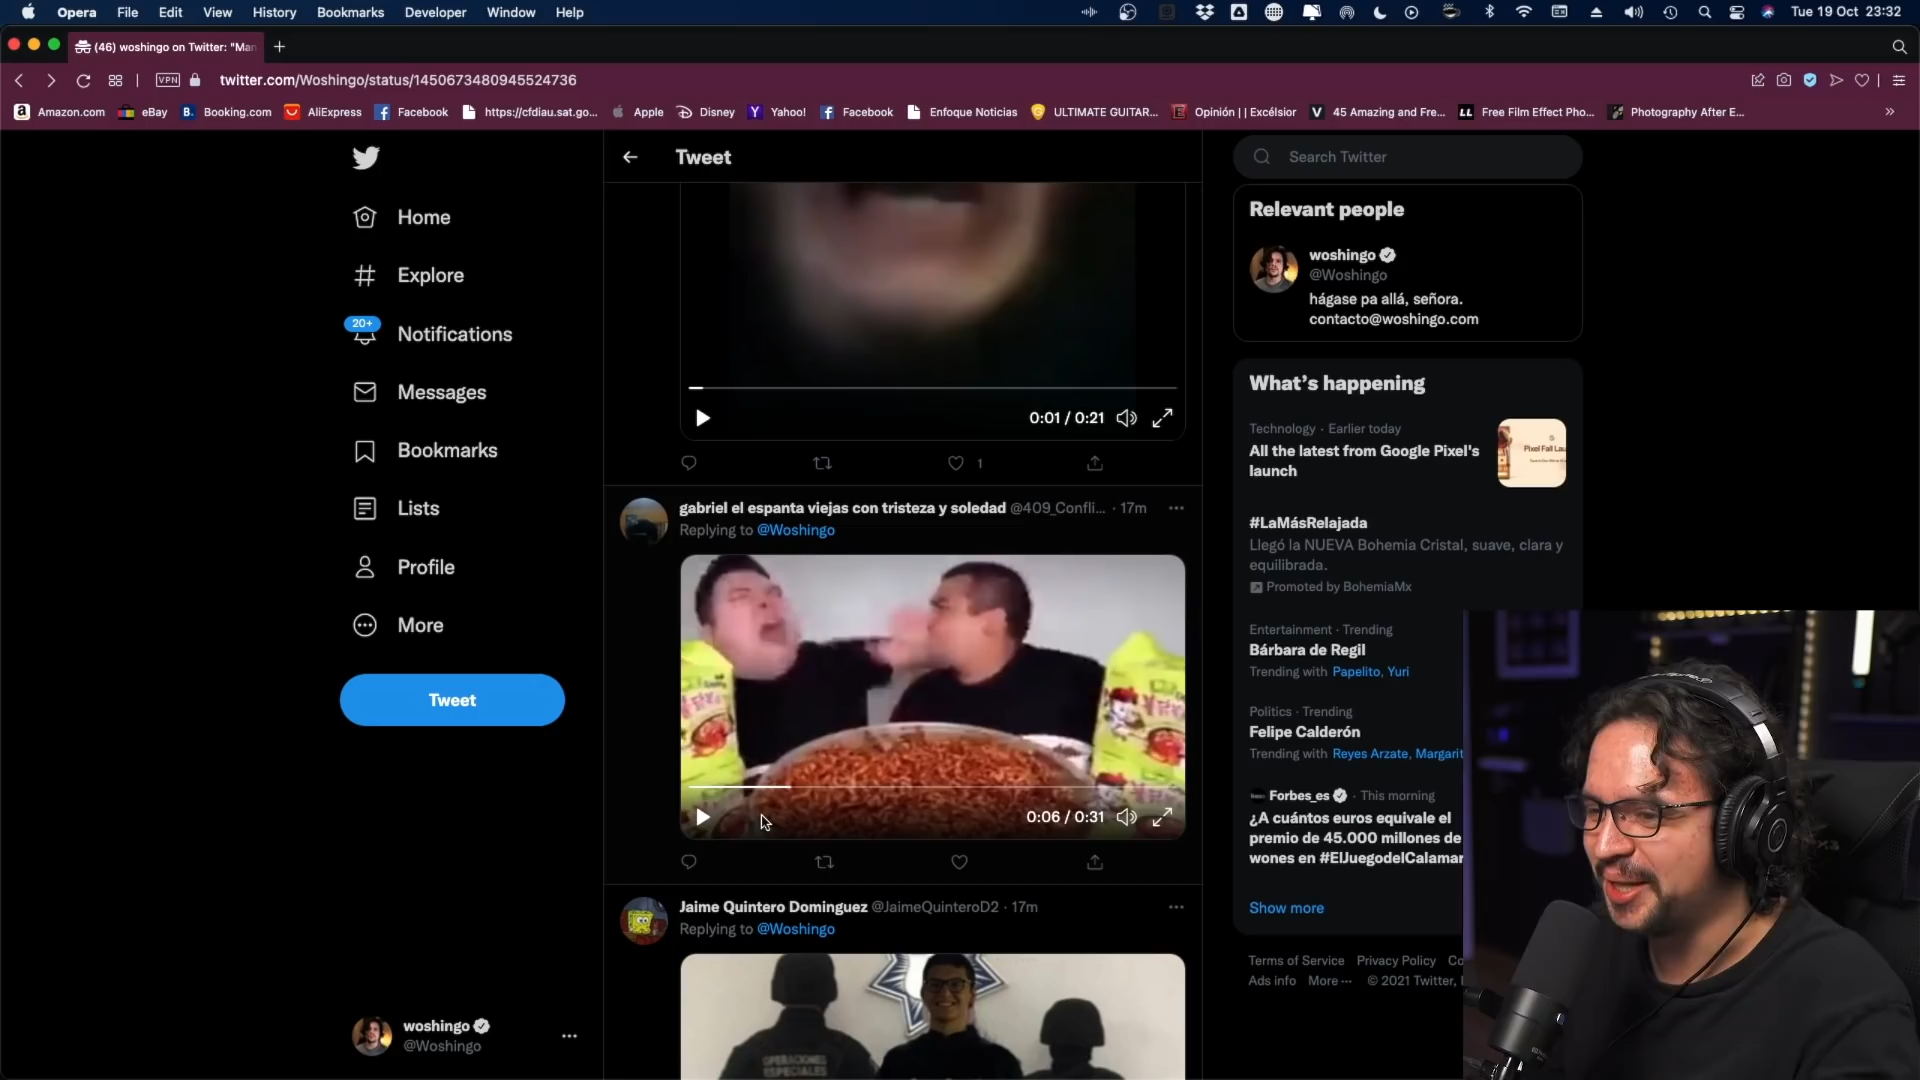 Opera File Edit View History Bookmarks Developer Window Help
Tue 19 Oct 23:32
(46) woshingo on Twitter: "Man
VPN
twitter.com/Woshingo/status/1450673480945524736
Amazon.com eBay Booking.com AliExpress Facebook https://cfdiau.sat.go... Apple Disney Yahoo! Facebook Enfoque Noticias ULTIMATE GUITAR... Opinión | | Excélsior 45 Amazing and Fre... Free Film Effect Pho... Photography After E...
Home
Explore
20+
Notifications
Messages
Bookmarks
Lists
Profile
More
Tweet
woshingo
@Woshingo
Tweet
0:01 / 0:21
1
gabriel el espanta viejas con tristeza y soledad @409_Confli... · 17m
Replying to @Woshingo
0:06 / 0:31
Jaime Quintero Dominguez @JaimeQuinteroD2 · 17m
Replying to @Woshingo
OPERACIONES
ESPECIALES
Search Twitter
Relevant people
woshingo
@Woshingo
hágase pa allá, señora.
contacto@woshingo.com
What's happening
Technology · Earlier today
All the latest from Google Pixel's
launch
Pixel Fall Lau
#LaMásRelajada
Llegó la NUEVA Bohemia Cristal, suave, clara y
equilibrada.
Promoted by BohemiaMx
Entertainment · Trending
Bárbara de Regil
Trending with Papelito, Yuri
Politics · Trending
Felipe Calderón
Trending with Reyes Arzate, Margarit
Forbes_es · This morning
¿A cuántos euros equivale el
premio de 45.000 millones de
wones en #ElJuegodelCalamar
Show more
Terms of Service Privacy Policy Co
Ads info More ··· © 2021 Twitter, I